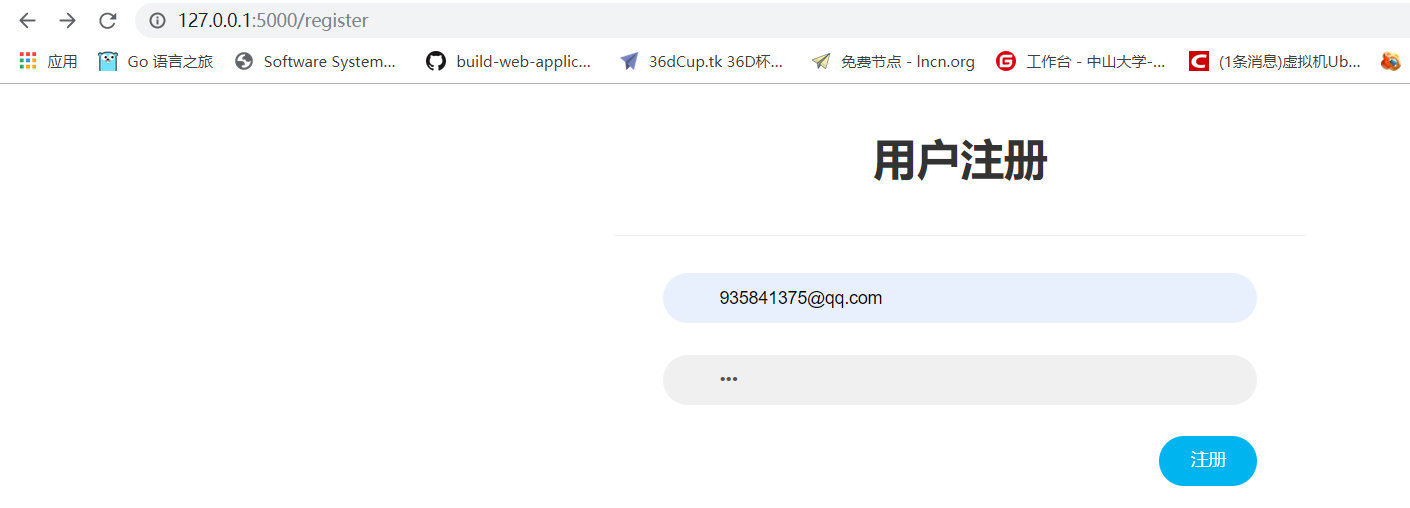 127.0.0.1:5000/register
应用 Go 语言之旅 Software System... build-web-applic... 36dCup.tk 36D杯... 免费节点 - lncn.org 工作台 - 中山大学-... (1条消息)虚拟机Ub...
用户注册
935841375@qq.com
•••
注册